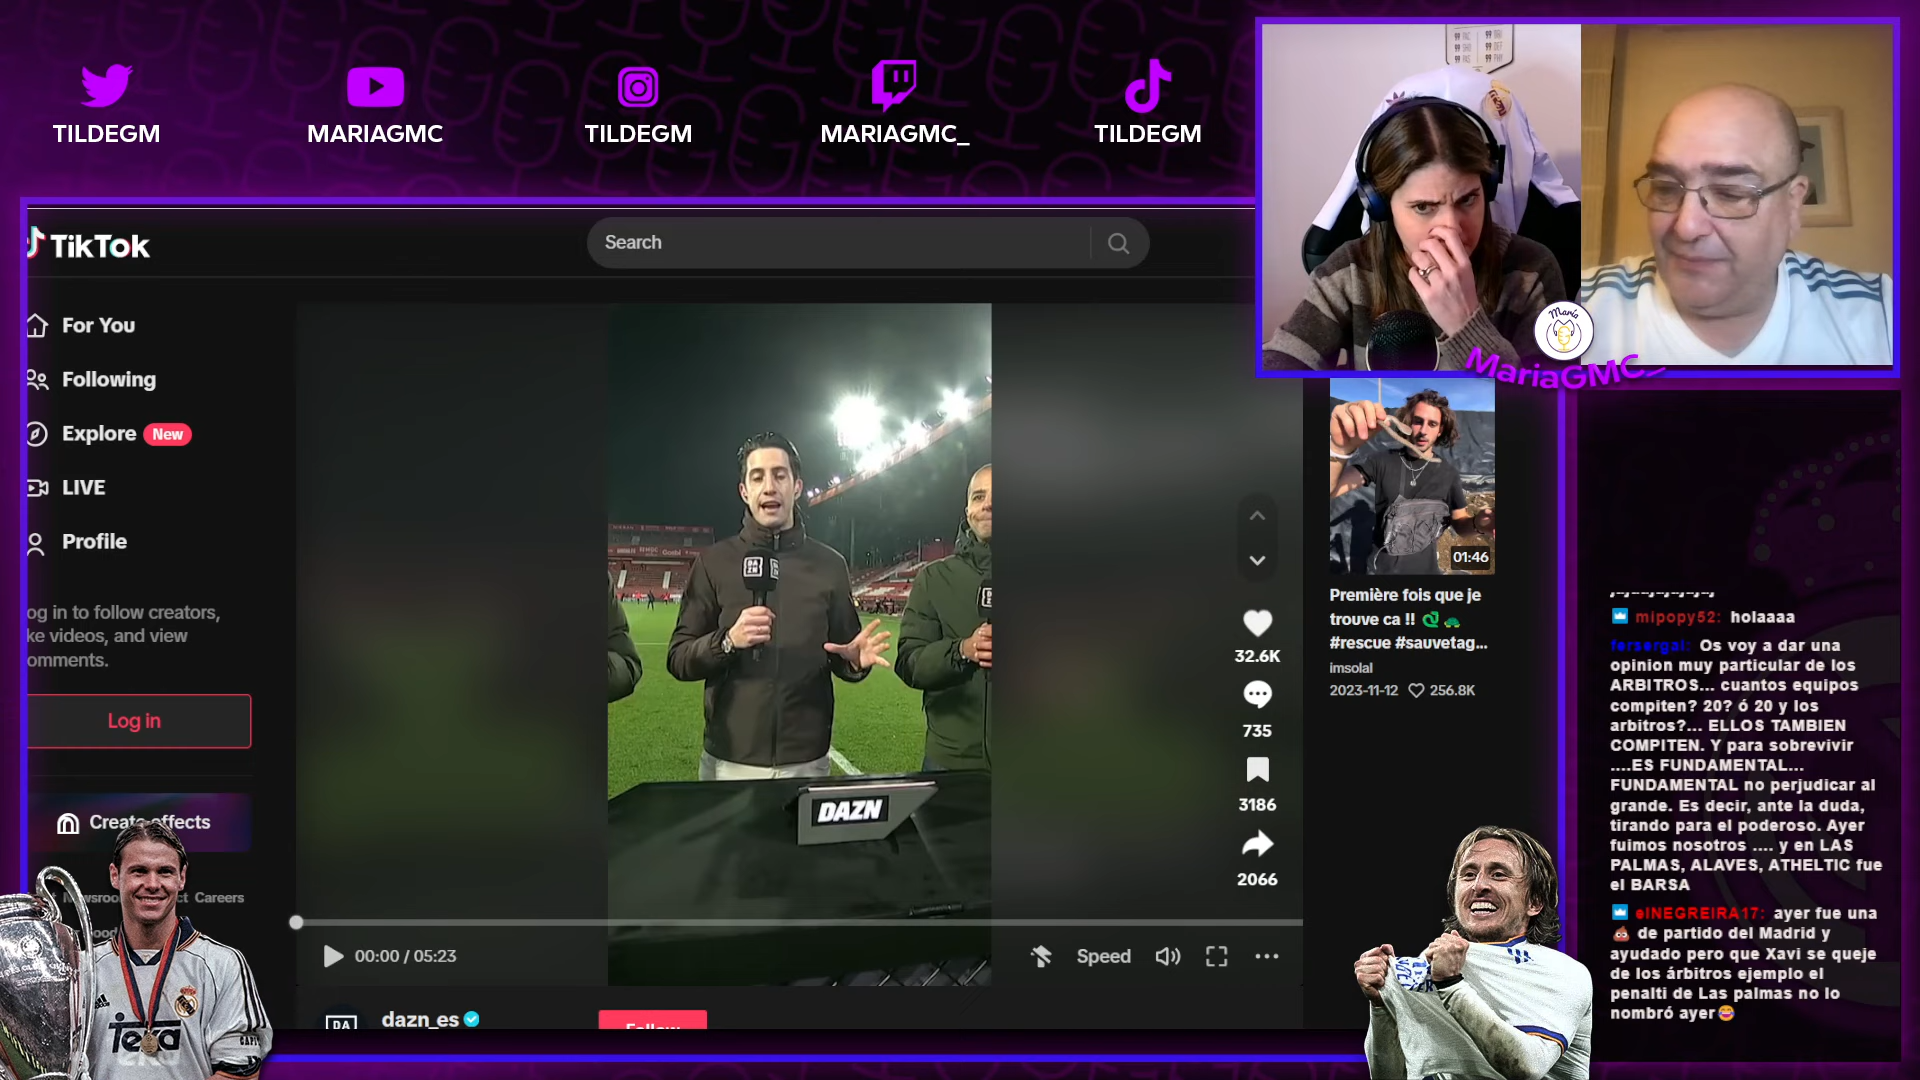 TILDEGM
MARIAGMC
TILDEGM
MARIAGMC_
TILDEGM
TikTok
Search
For You
Following
Explore New
LIVE
Profile
og in to follow creators,
ke videos, and view
omments.
Log in
Create effects
Careers
DAZN
32.6K
735
3186
2066
00:00 / 05:23
Speed
dazn_es
Follow
01:46
Première fois que je
trouve ca !!
#rescue #sauvetag...
imsolal
2023-11-12 256.8K
María
MariaGMC_
mipopy52: holaaaa
fersergal: Os voy a dar una
opinion muy particular de los
ARBITROS... cuantos equipos
compiten? 20? ó 20 y los
arbitros?... ELLOS TAMBIEN
COMPITEN. Y para sobrevivir
....ES FUNDAMENTAL...
FUNDAMENTAL no perjudicar al
grande. Es decir, ante la duda,
tirando para el poderoso. Ayer
fuimos nosotros .... y en LAS
PALMAS, ALAVES, ATHELTIC fue
el BARSA
elNEGREIRA17: ayer fue una
💩 de partido del Madrid y
ayudado pero que Xavi se queje
de los árbitros ejemplo el
penalti de Las palmas no lo
nombró ayer😂
Teka